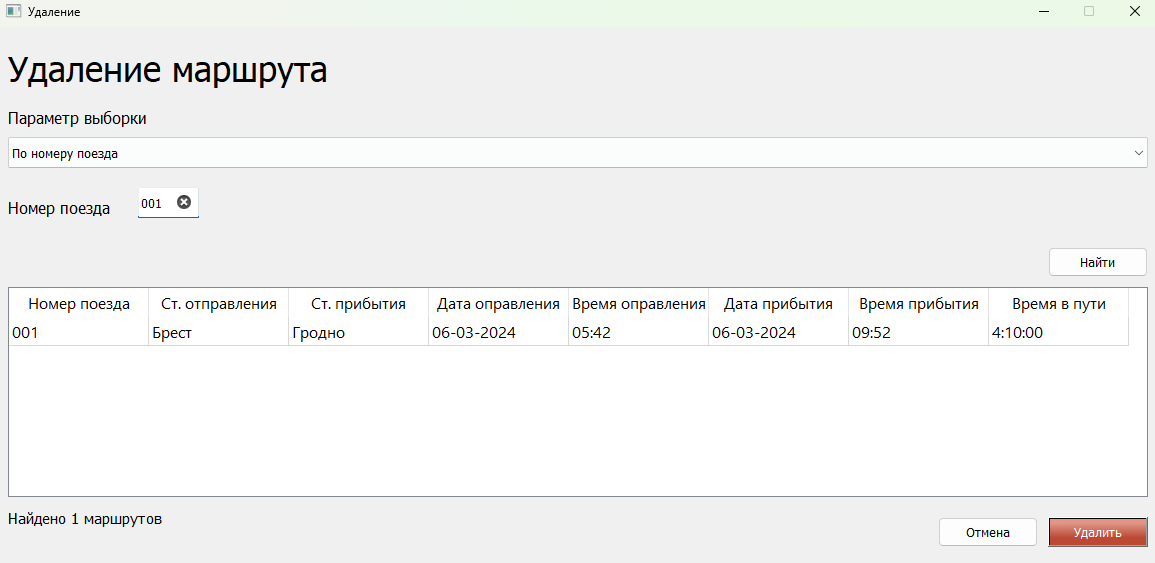 Удаление
Удаление маршрута
Параметр выборки
По номеру поезда
Номер поезда 001
Найти
Номер поезда Ст. отправления Ст. прибытия Дата оправления Время оправления Дата прибытия Время прибытия Время в пути
001 Брест Гродно 06-03-2024 05:42 06-03-2024 09:52 4:10:00
Найдено 1 маршрутов
Отмена Удалить